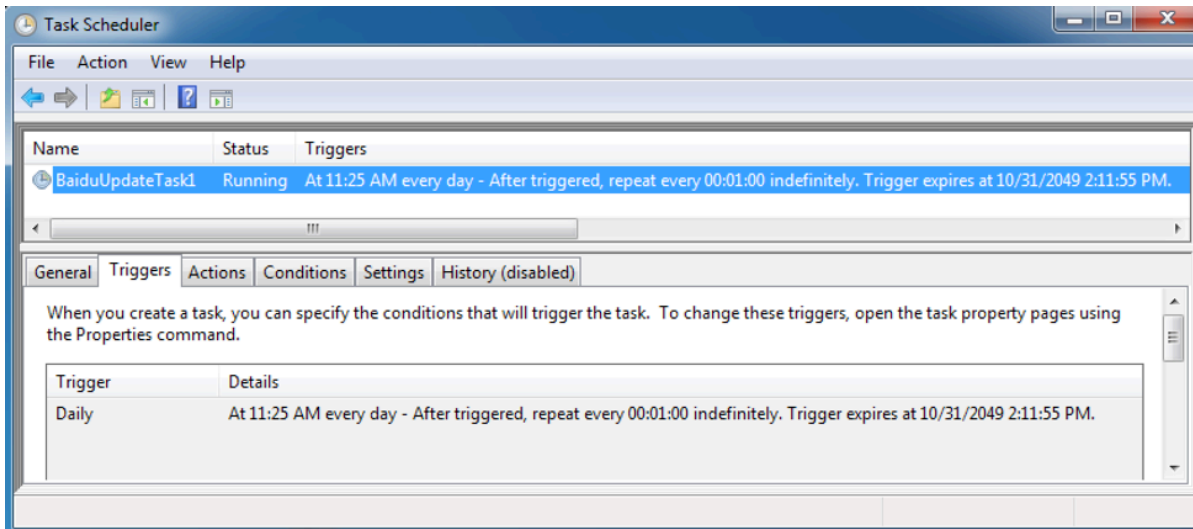 Task Scheduler
File Action View Help
Name Status Triggers
BaiduUpdateTask1 Running At 11:25 AM every day - After triggered, repeat every 00:01:00 indefinitely. Trigger expires at 10/31/2049 2:11:55 PM.
General Triggers Actions Conditions Settings History (disabled)
When you create a task, you can specify the conditions that will trigger the task. To change these triggers, open the task property pages using
the Properties command.
Trigger Details
Daily At 11:25 AM every day - After triggered, repeat every 00:01:00 indefinitely. Trigger expires at 10/31/2049 2:11:55 PM.